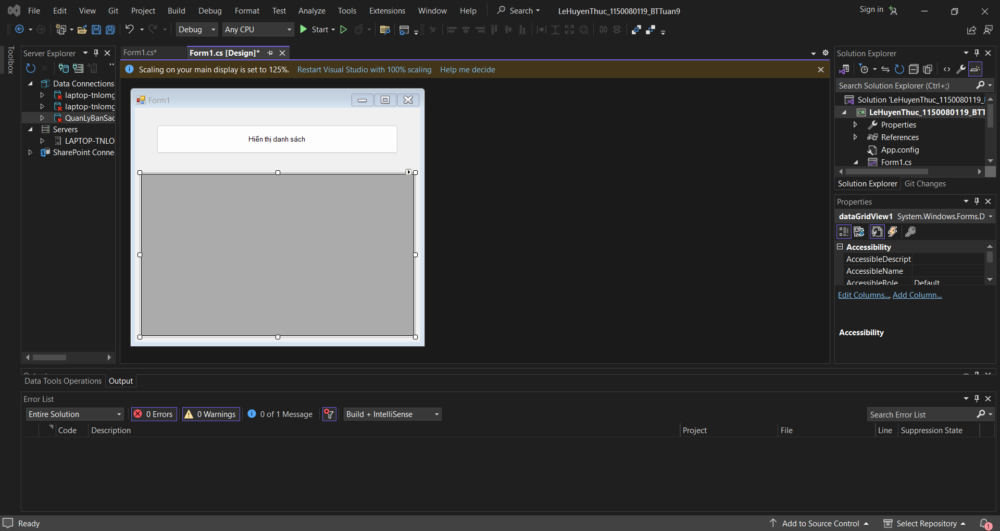 File Edit View Git Project Build Debug Format Test Analyze Tools Extensions Window Help Search LeHuyenThuc_1150080119_BTTuan9 Sign in
Debug Any CPU Start
Toolbox
Server Explorer
Data Connections
laptop-tnlomg
laptop-tnlomg
QuanLyBanSac
Servers
LAPTOP-TNLO
SharePoint Conne
Form1.cs* Form1.cs [Design]*
Scaling on your main display is set to 125%. Restart Visual Studio with 100% scaling Help me decide
Form1
Hiển thị danh sách
Solution Explorer
Search Solution Explorer (Ctrl+;)
Solution 'LeHuyenThuc_1150080119_
LeHuyenThuc_1150080119_BTT
Properties
References
App.config
Form1.cs
Solution Explorer Git Changes
Properties
dataGridView1 System.Windows.Forms.D
Accessibility
AccessibleDescript
AccessibleName
AccessibleRole Default
Edit Columns..., Add Column...
Accessibility
Output
Data Tools Operations Output
Error List
Entire Solution 0 Errors 0 Warnings 0 of 1 Message Build + IntelliSense Search Error List
Code Description Project File Line Suppression State
Ready Add to Source Control Select Repository 1